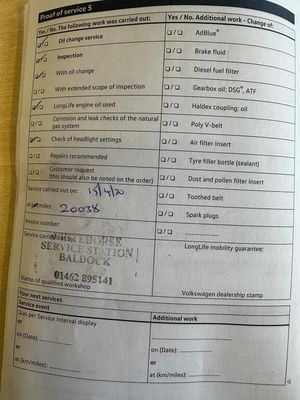 Proof of service 5
Yes / No. The following work was carried out:
Oil change service
Inspection
With oil change
With extended scope of inspection
LongLife engine oil used
Corrosion and leak checks of the natural
gas system
Check of headlight settings
Repairs recommended
Customer request
(this should also be noted on the order)
Service carried out on: 15/4/20
miles: 20038
Invoice number:
Service carried
WHITEHORSE
SERVICE STATION
BALDOCK
01462 895141
Stamp of qualified workshop
Yes / No. Additional work - Change of:
AdBlue®
Brake fluid
Diesel fuel filter
Gearbox oil: DSG®, ATF
Haldex coupling: oil
Poly V-belt
Air filter insert
Tyre filler bottle (sealant)
Dust and pollen filter insert
Toothed belt
Spark plugs
LongLife mobility guarantee:
Volkswagen dealership stamp
Your next services
Service event
as per Service interval display
or
on (Date):
or
at (km/miles):
Additional work
on (Date):
or
at (km/miles):